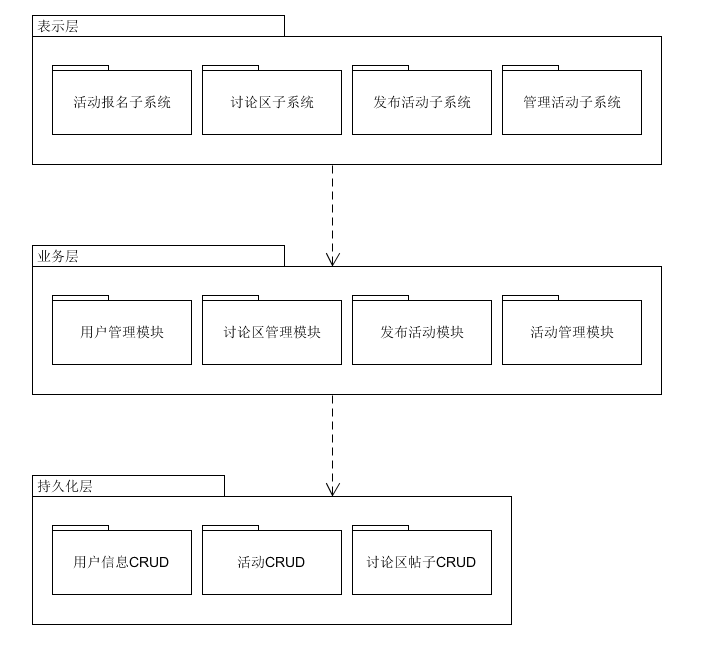 表示层
活动报名子系统
讨论区子系统
发布活动子系统
管理活动子系统
业务层
用户管理模块
讨论区管理模块
发布活动模块
活动管理模块
持久化层
用户信息CRUD
活动CRUD
讨论区帖子CRUD